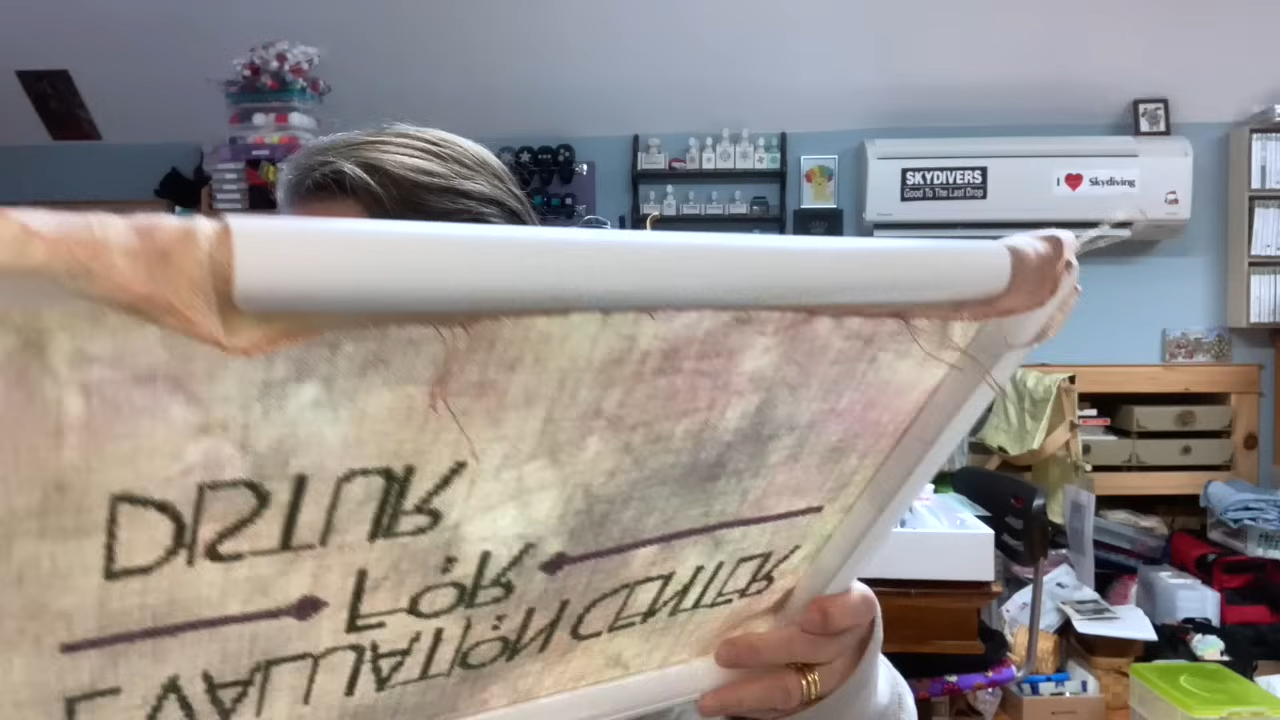 SKYDIVERS
Good To The Last Drop
I ❤ Skydiving
EVALUATION CENTER
FOR
DISTUR